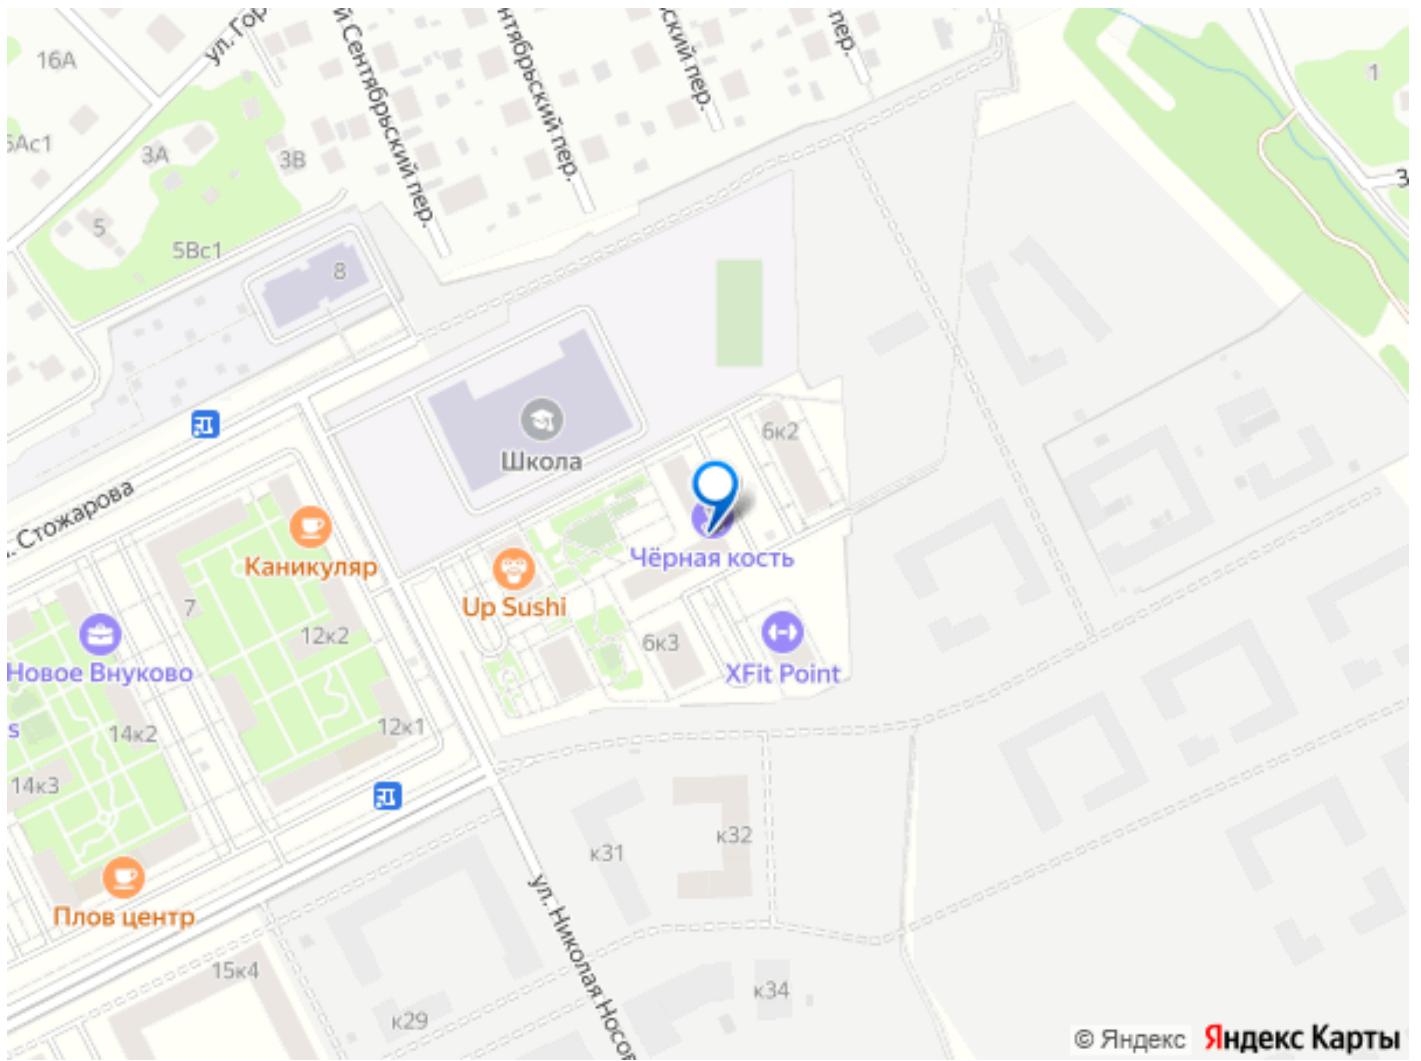 16А
ул. Гор
й Сентябрьский пер.
нтябрьский пер.
ский пер.
пер.
1
3
5Ас1
3А
3В
5
5Вс1
8
Школа
6к2
. Стожарова
Каникуляр
Чёрная кость
Up Sushi
7
12к2
6к3
XFit Point
Новое Внуково
s
14к2
12к1
14к3
к31
к32
Плов центр
ул. Николая Носов
15к4
к34
к29
© Яндекс Яндекс Карты